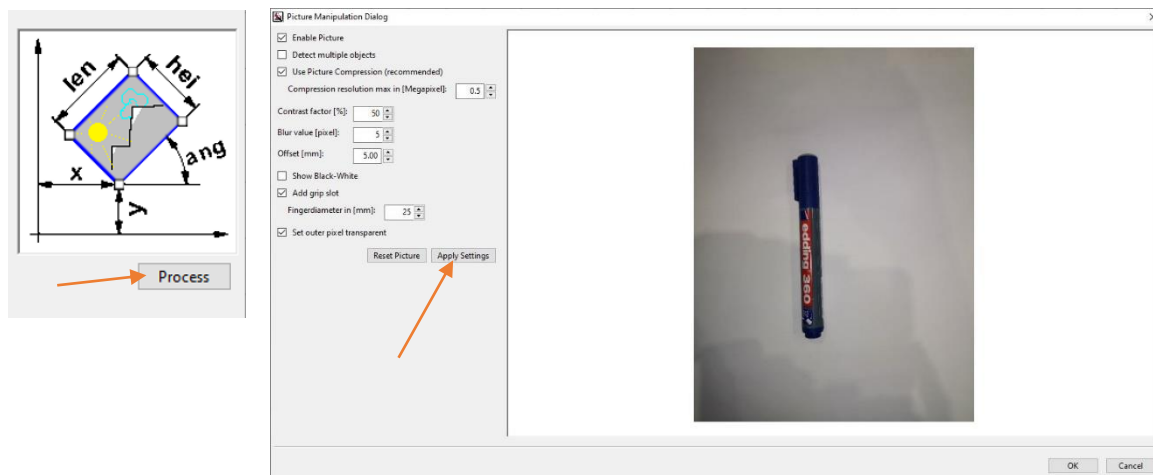 len
hei
ang
x
y
Process
Picture Manipulation Dialog
Enable Picture
Detect multiple objects
Use Picture Compression (recommended)
Compression resolution max in [Megapixel]: 0.5
Contrast factor [%]: 50
Blur value [pixel]: 5
Offset [mm]: 5.00
Show Black-White
Add grip slot
Fingerdiameter in [mm]: 25
Set outer pixel transparent
Reset Picture Apply Settings
edding 360
OK Cancel